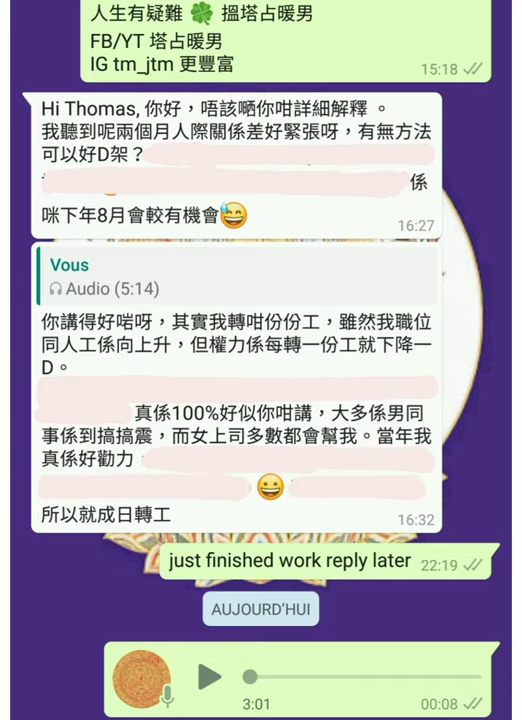 人生有疑難 🍀 搵塔占暖男
FB/YT 塔占暖男
IG tm_jtm 更豐富
15:18
Hi Thomas, 你好，唔該嗮你咁詳細解釋 。
我聽到呢兩個月人際關係差好緊張呀，有無方法
可以好D架？
係
咪下年8月會較有機會😅
16:27
Vous
Audio (5:14)
你講得好啱呀，其實我轉咁份份工，雖然我職位
同人工係向上升，但權力係每轉一份工就下降一
D。
真係100%好似你咁講，大多係男同
事係到搞搞震，而女上司多數都會幫我。當年我
真係好勸力
😀
所以就成日轉工
16:32
just finished work reply later 22:19
AUJOURD'HUI
3:01 00:08